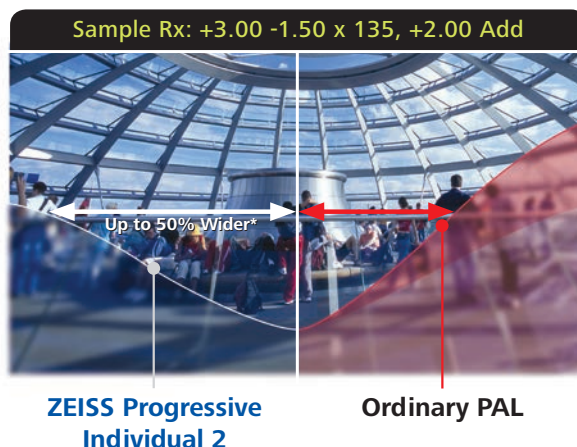 Sample Rx: +3.00 -1.50 x 135, +2.00 Add
Up to 50% Wider*
ZEISS Progressive
Individual 2
Ordinary PAL